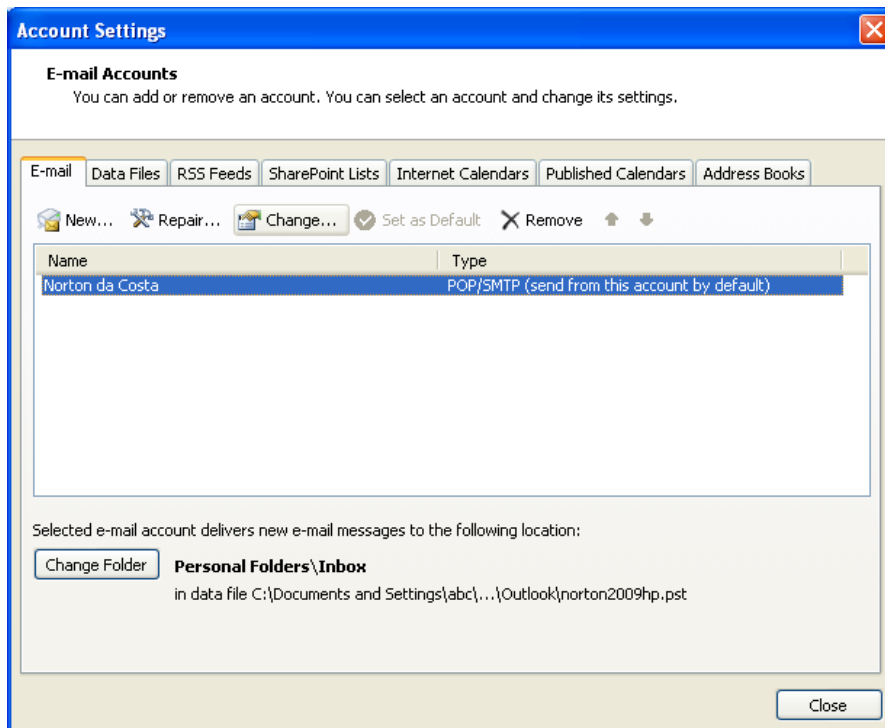 Account Settings
E-mail Accounts
You can add or remove an account. You can select an account and change its settings.
E-mail Data Files RSS Feeds SharePoint Lists Internet Calendars Published Calendars Address Books
New... Repair... Change... Set as Default Remove
Name Type
Norton da Costa POP/SMTP (send from this account by default)
Selected e-mail account delivers new e-mail messages to the following location:
Change Folder Personal Folders\Inbox
in data file C:\Documents and Settings\abc\...\Outlook\norton2009hp.pst
Close